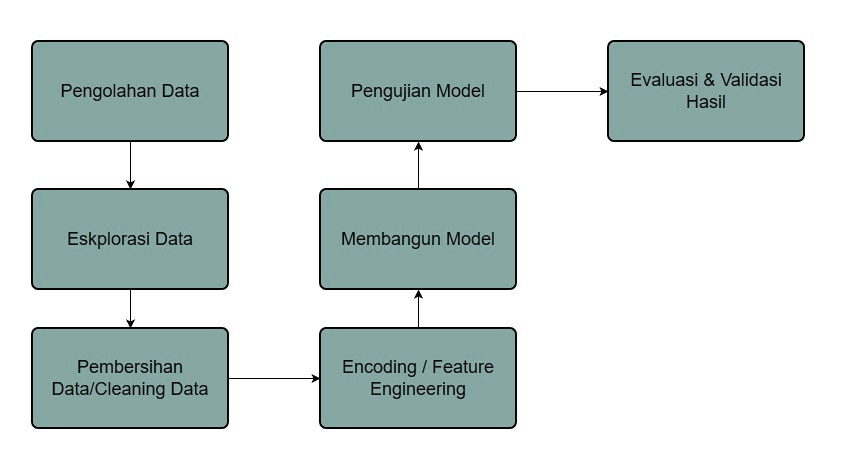 Pengolahan Data
Eskplorasi Data
Pembersihan
Data/Cleaning Data
Encoding / Feature
Engineering
Membangun Model
Pengujian Model
Evaluasi & Validasi
Hasil